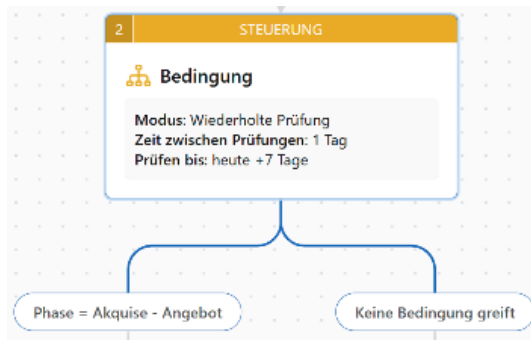 2 STEUERUNG
Bedingung
Modus: Wiederholte Prüfung
Zeit zwischen Prüfungen: 1 Tag
Prüfen bis: heute +7 Tage
Phase = Akquise - Angebot
Keine Bedingung greift